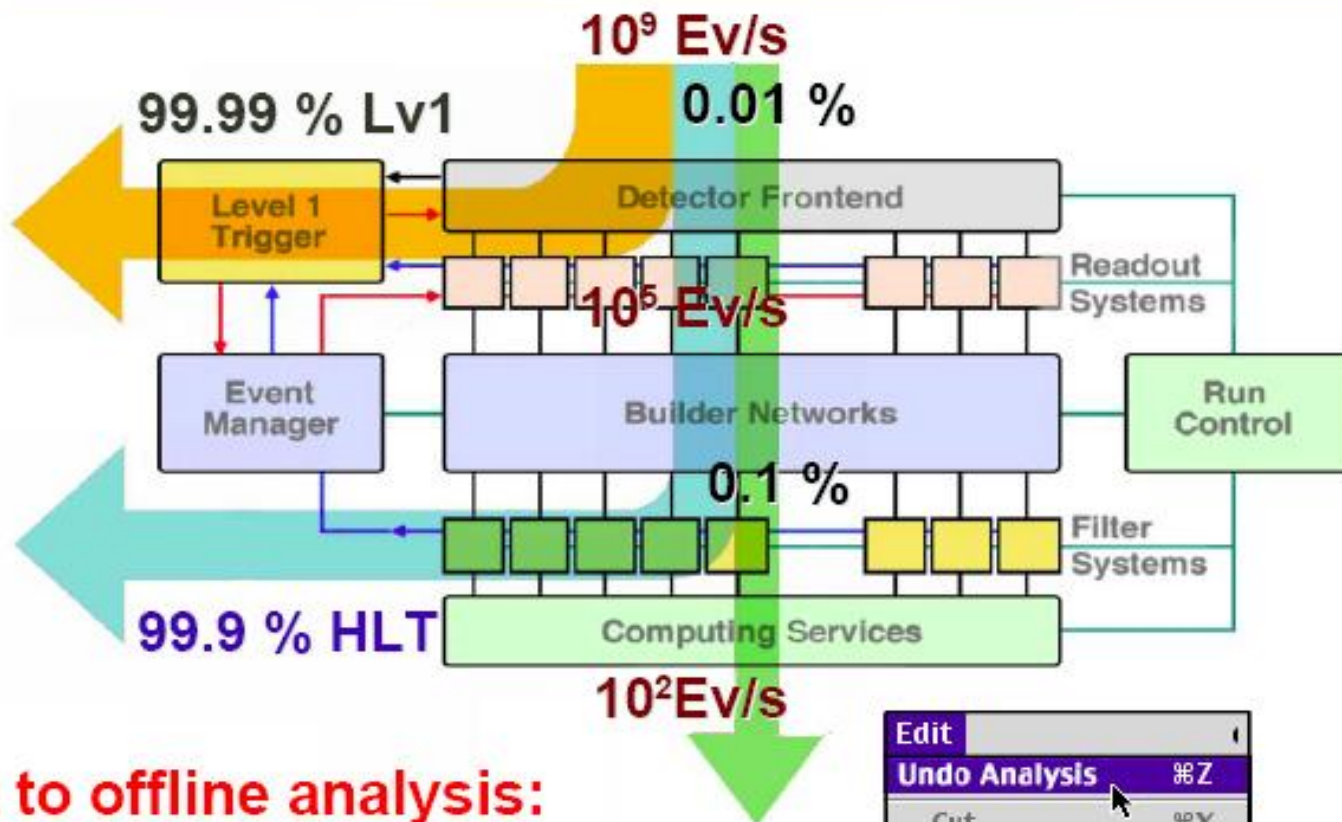 10⁹ Ev/s
99.99 % Lv1
0.01 %
Level 1
Trigger
Detector Frontend
Readout
Systems
10⁵ Ev/s
Event
Manager
Builder Networks
Run
Control
0.1 %
Filter
Systems
99.9 % HLT
Computing Services
10²Ev/s
to offline analysis:
Edit
Undo Analysis ⌘Z
Cut ⌘X